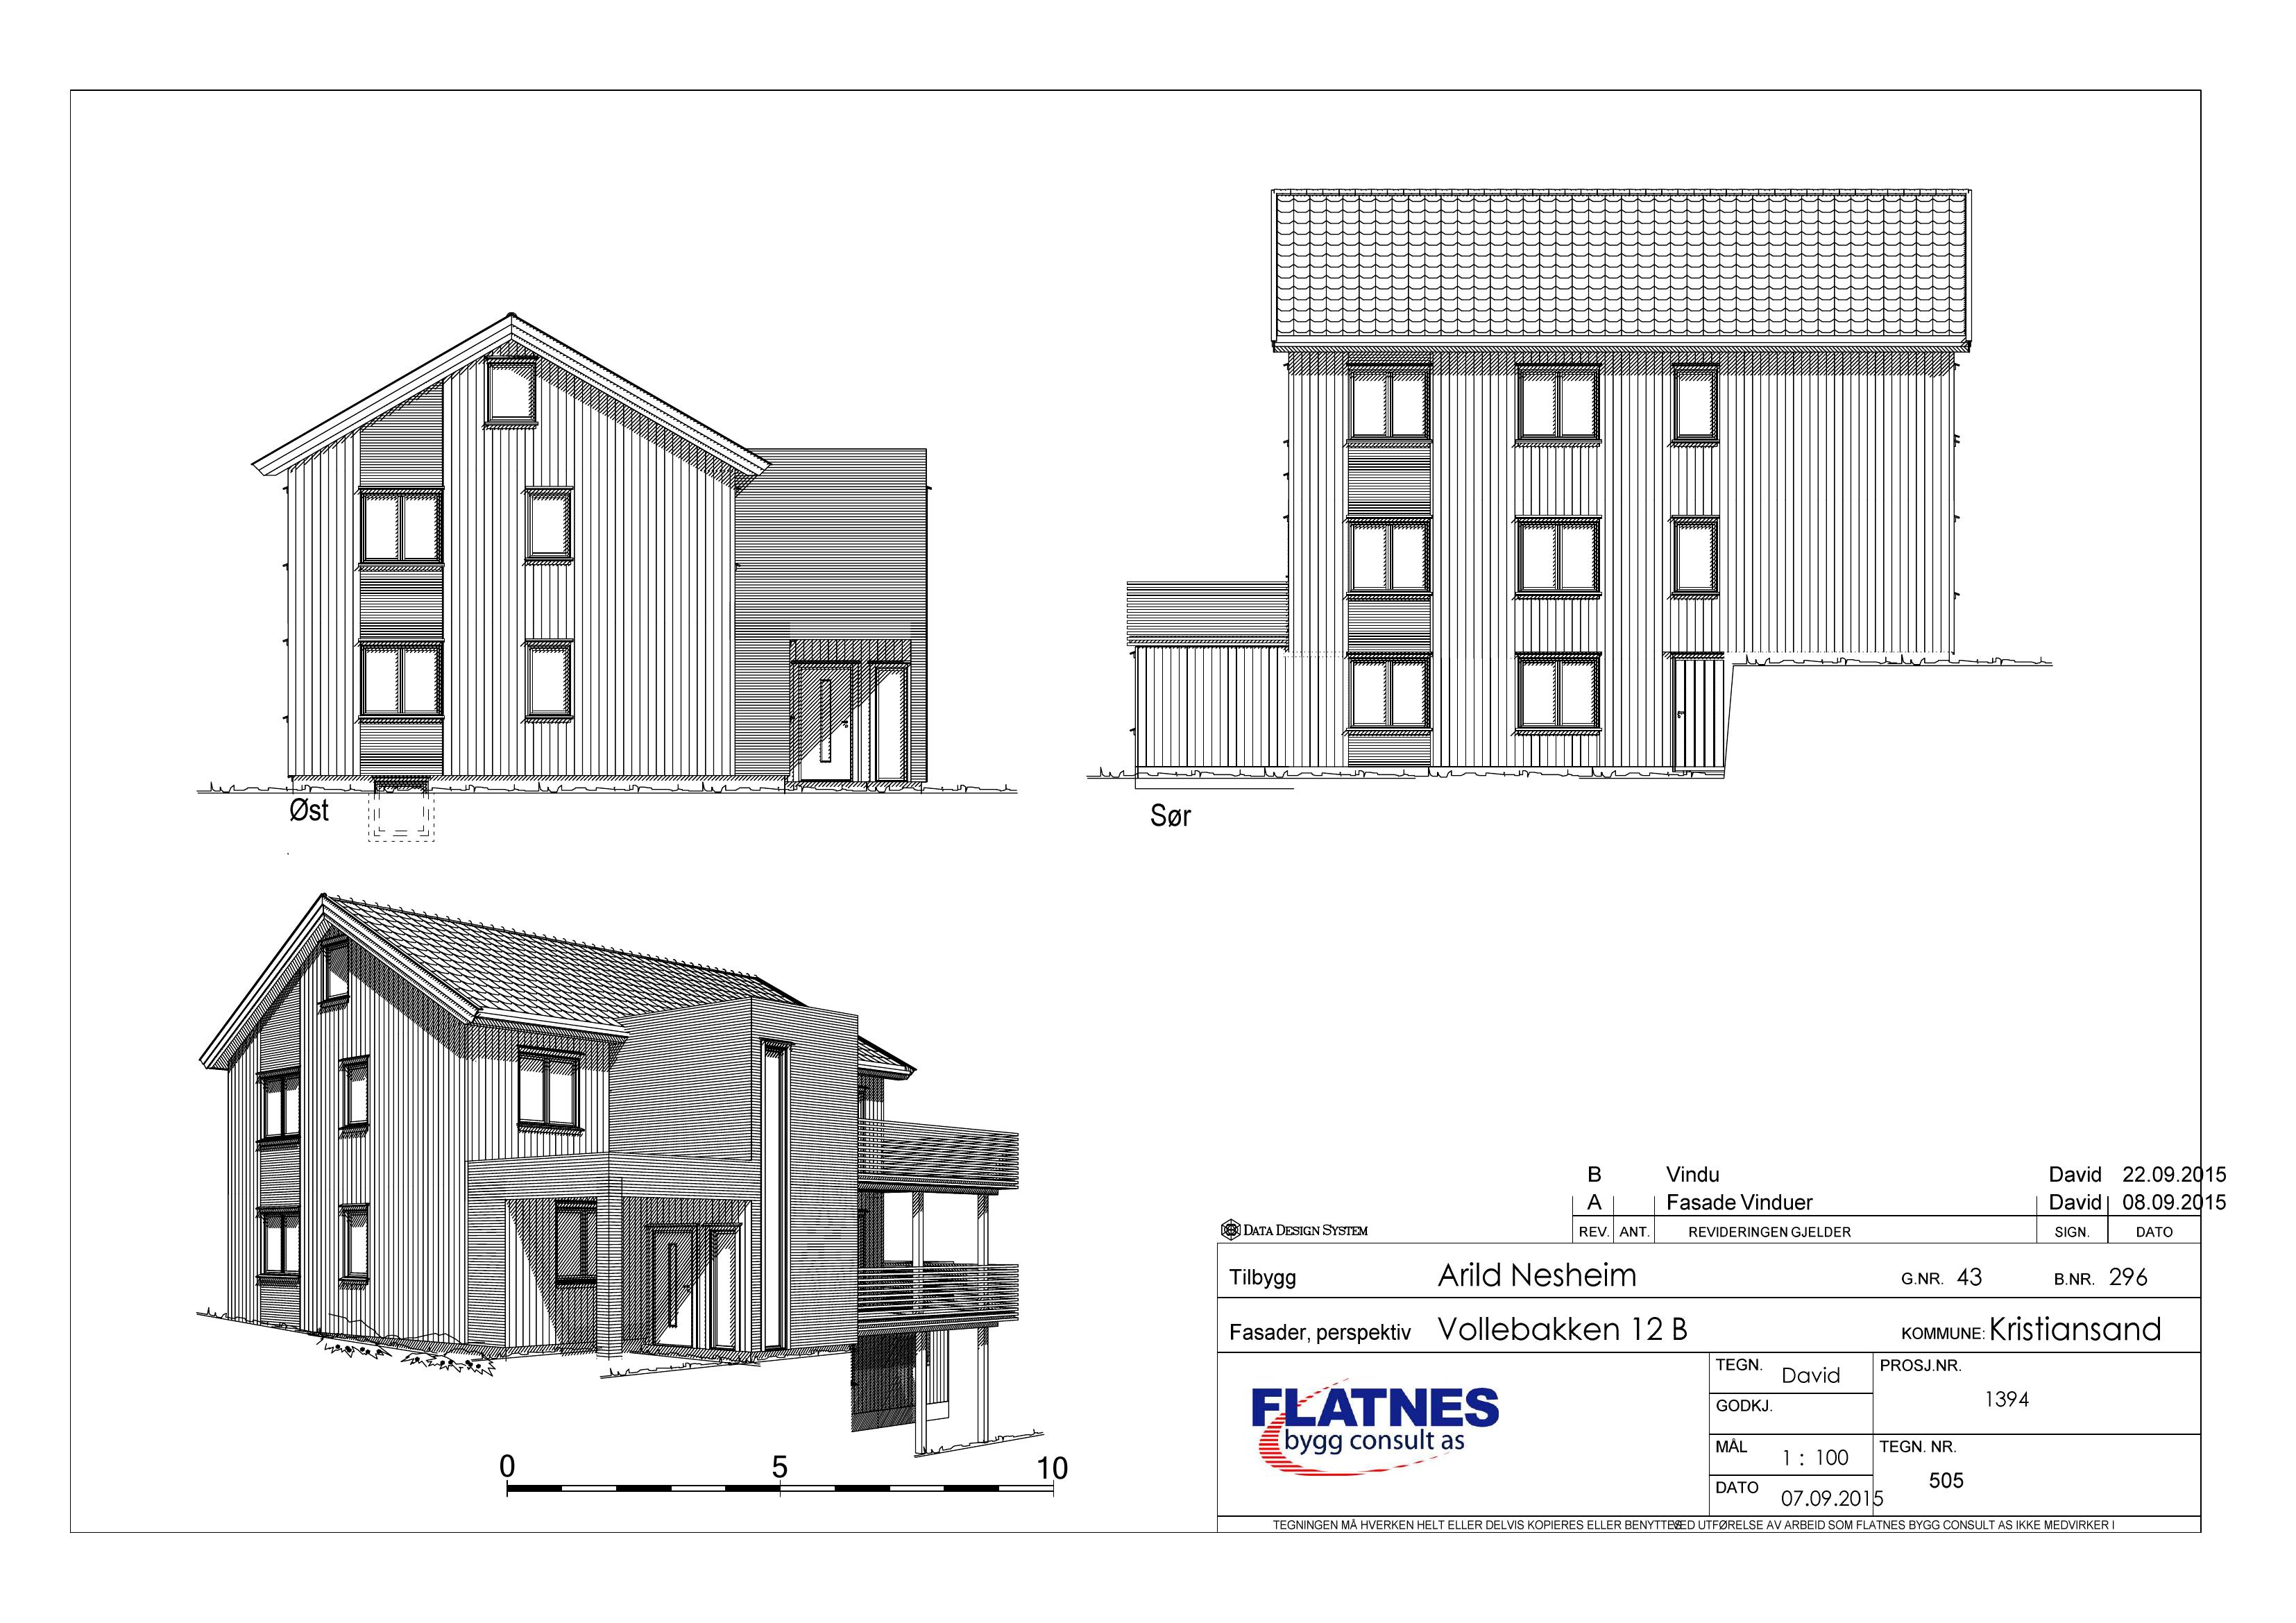 Øst
Sør
0 5 10
B Vindu David 22.09.2015
A Fasade Vinduer David 08.09.2015
REV. ANT. REVIDERINGEN GJELDER SIGN. DATO
DATA DESIGN SYSTEM
Tilbygg Arild Nesheim G.NR. 43 B.NR. 296
Fasader, perspektiv Vollebakken 12 B KOMMUNE: Kristiansand
FLATNES
bygg consult as
TEGN. David
GODKJ.
MÅL 1 : 100
DATO 07.09.2015
PROSJ.NR.
1394
TEGN. NR.
505
TEGNINGEN MÅ HVERKEN HELT ELLER DELVIS KOPIERES ELLER BENYTTES VED UTFØRELSE AV ARBEID SOM FLATNES BYGG CONSULT AS IKKE MEDVIRKER I